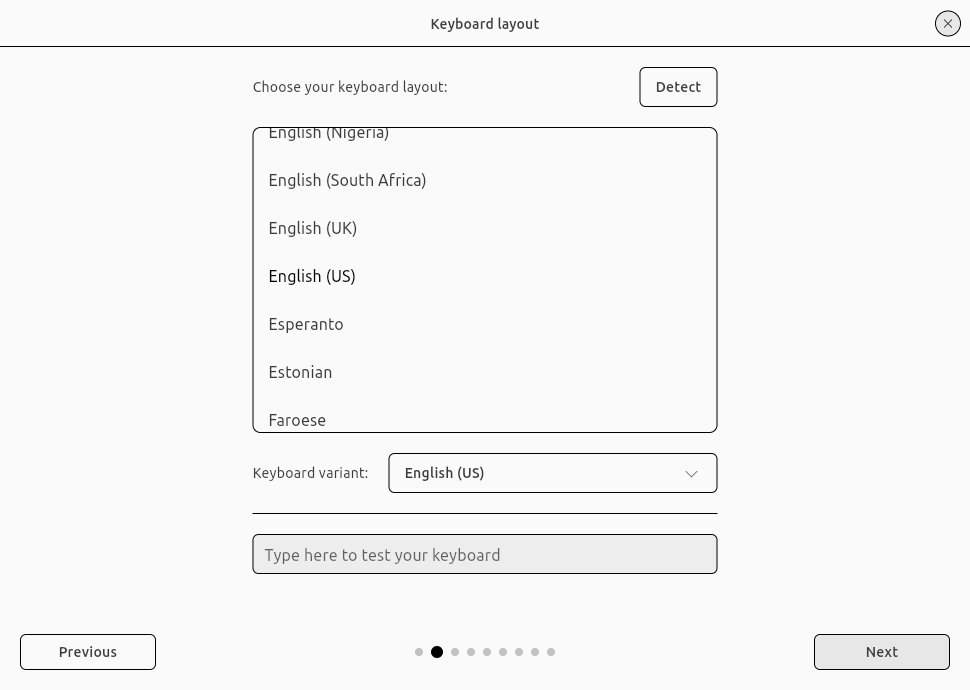 Keyboard layout
Choose your keyboard layout:
Detect
English (Nigeria)
English (South Africa)
English (UK)
English (US)
Esperanto
Estonian
Faroese
Keyboard variant:
English (US)
Type here to test your keyboard
Previous
Next